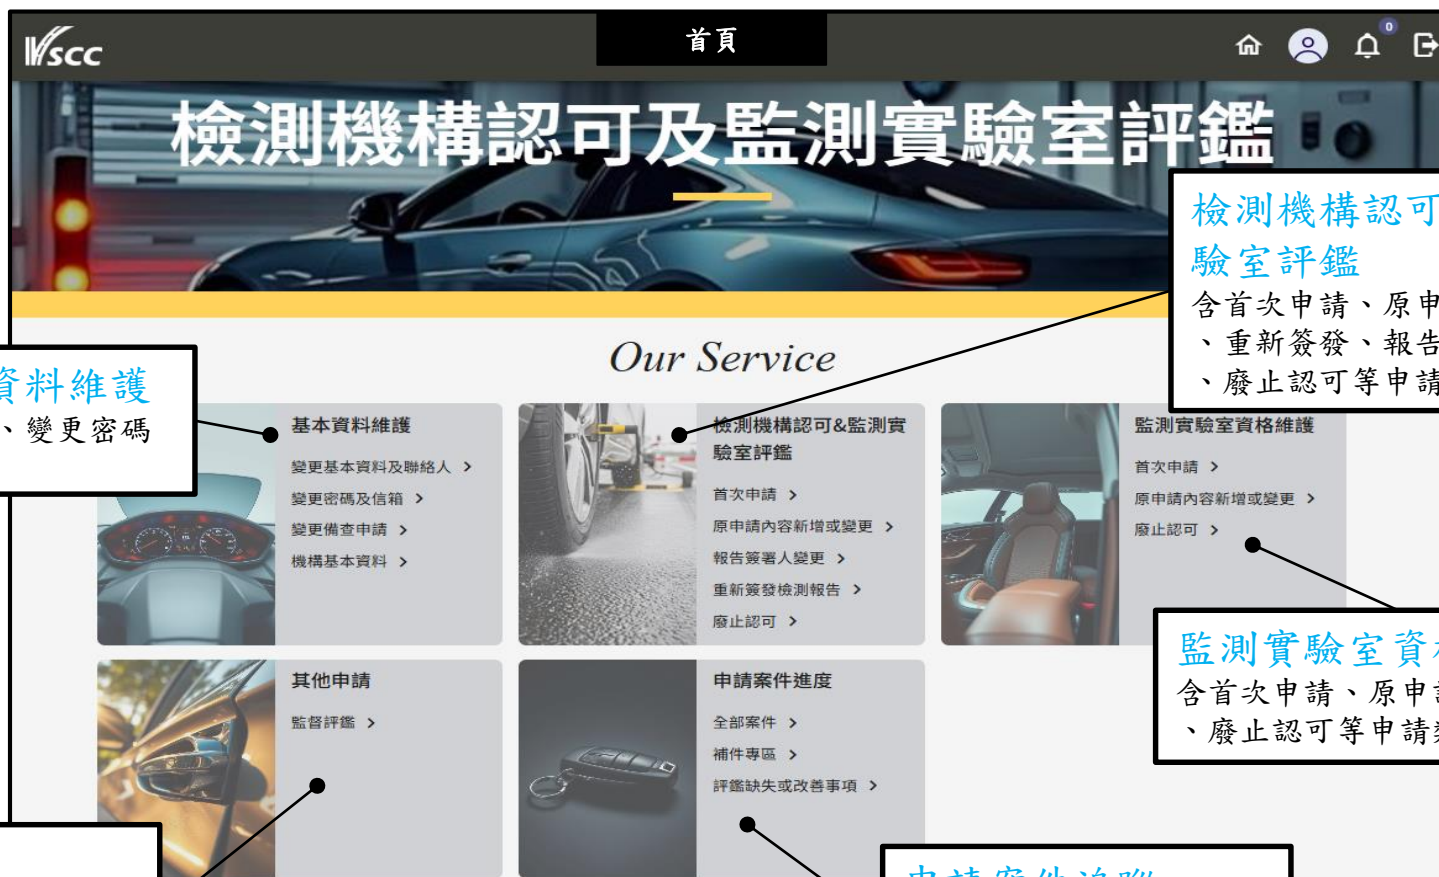 VSCC
首頁
0
檢測機構認可及監測實驗室評鑑
檢測機構認可
驗室評鑑
含首次申請、原申
、重新簽發、報告
、廢止認可等申請
Our Service
資料維護
、變更密碼
基本資料維護
變更基本資料及聯絡人 >
變更密碼及信箱 >
變更備查申請 >
機構基本資料 >
檢測機構認可&監測實
驗室評鑑
首次申請 >
原申請內容新增或變更 >
報告簽署人變更 >
重新簽發檢測報告 >
廢止認可 >
監測實驗室資格維護
首次申請 >
原申請內容新增或變更 >
廢止認可 >
監測實驗室資
含首次申請、原申
、廢止認可等申請
其他申請
監督評鑑 >
申請案件進度
全部案件 >
補件專區 >
評鑑缺失或改善事項 >